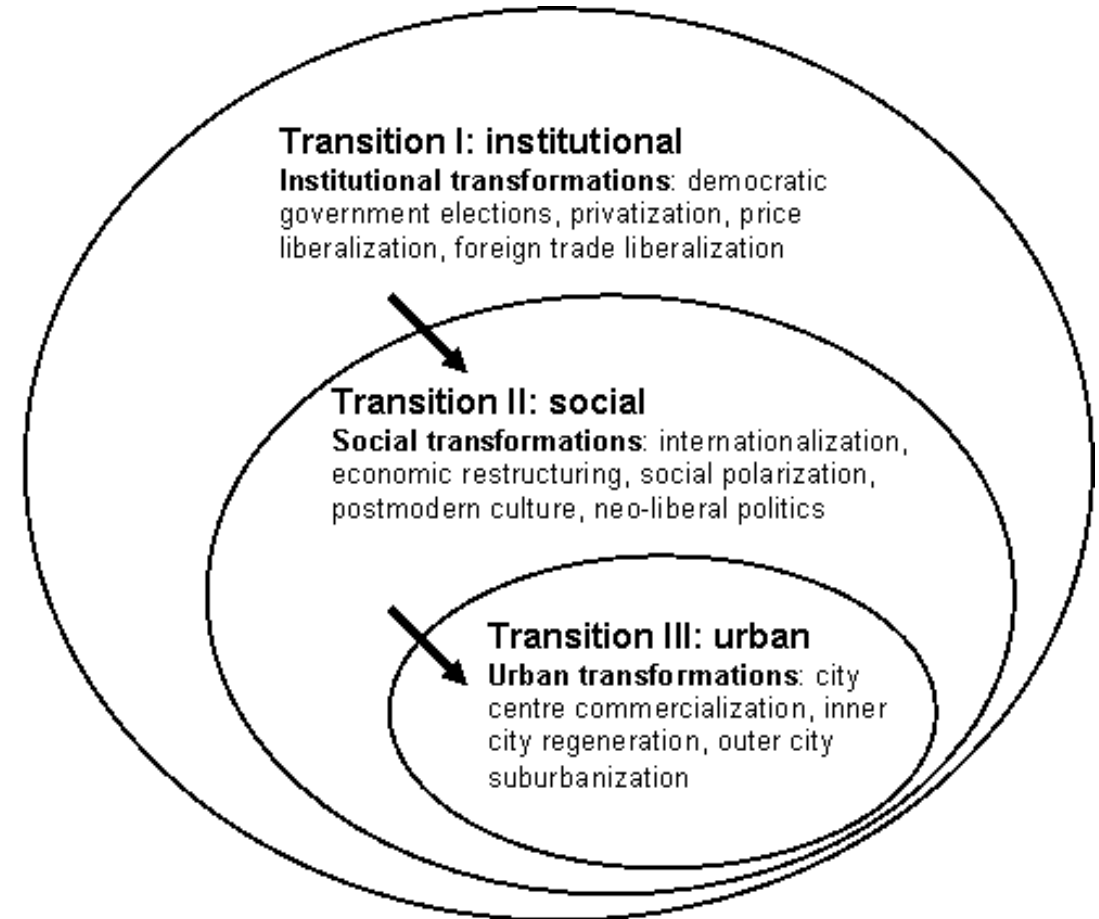 Transition I: institutional
Institutional transformations: democratic
government elections, privatization, price
liberalization, foreign trade liberalization
Transition II: social
Social transformations: internationalization,
economic restructuring, social polarization,
postmodern culture, neo-liberal politics
Transition III: urban
Urban transformations: city
centre commercialization, inner
city regeneration, outer city
suburbanization